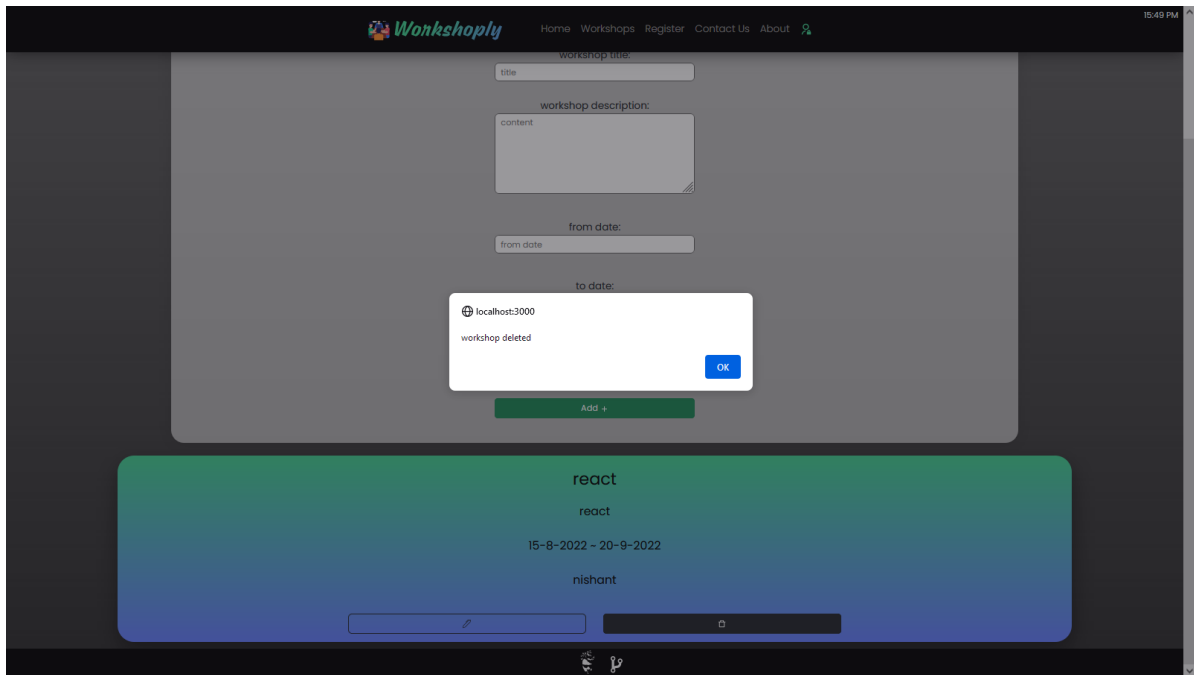 15:49 PM
Workshoply Home Workshops Register Contact Us About
workshop title:
title
workshop description:
content
from date:
from date
to date:
localhost:3000
workshop deleted
OK
Add +
react
react
15-8-2022 - 20-9-2022
nishant